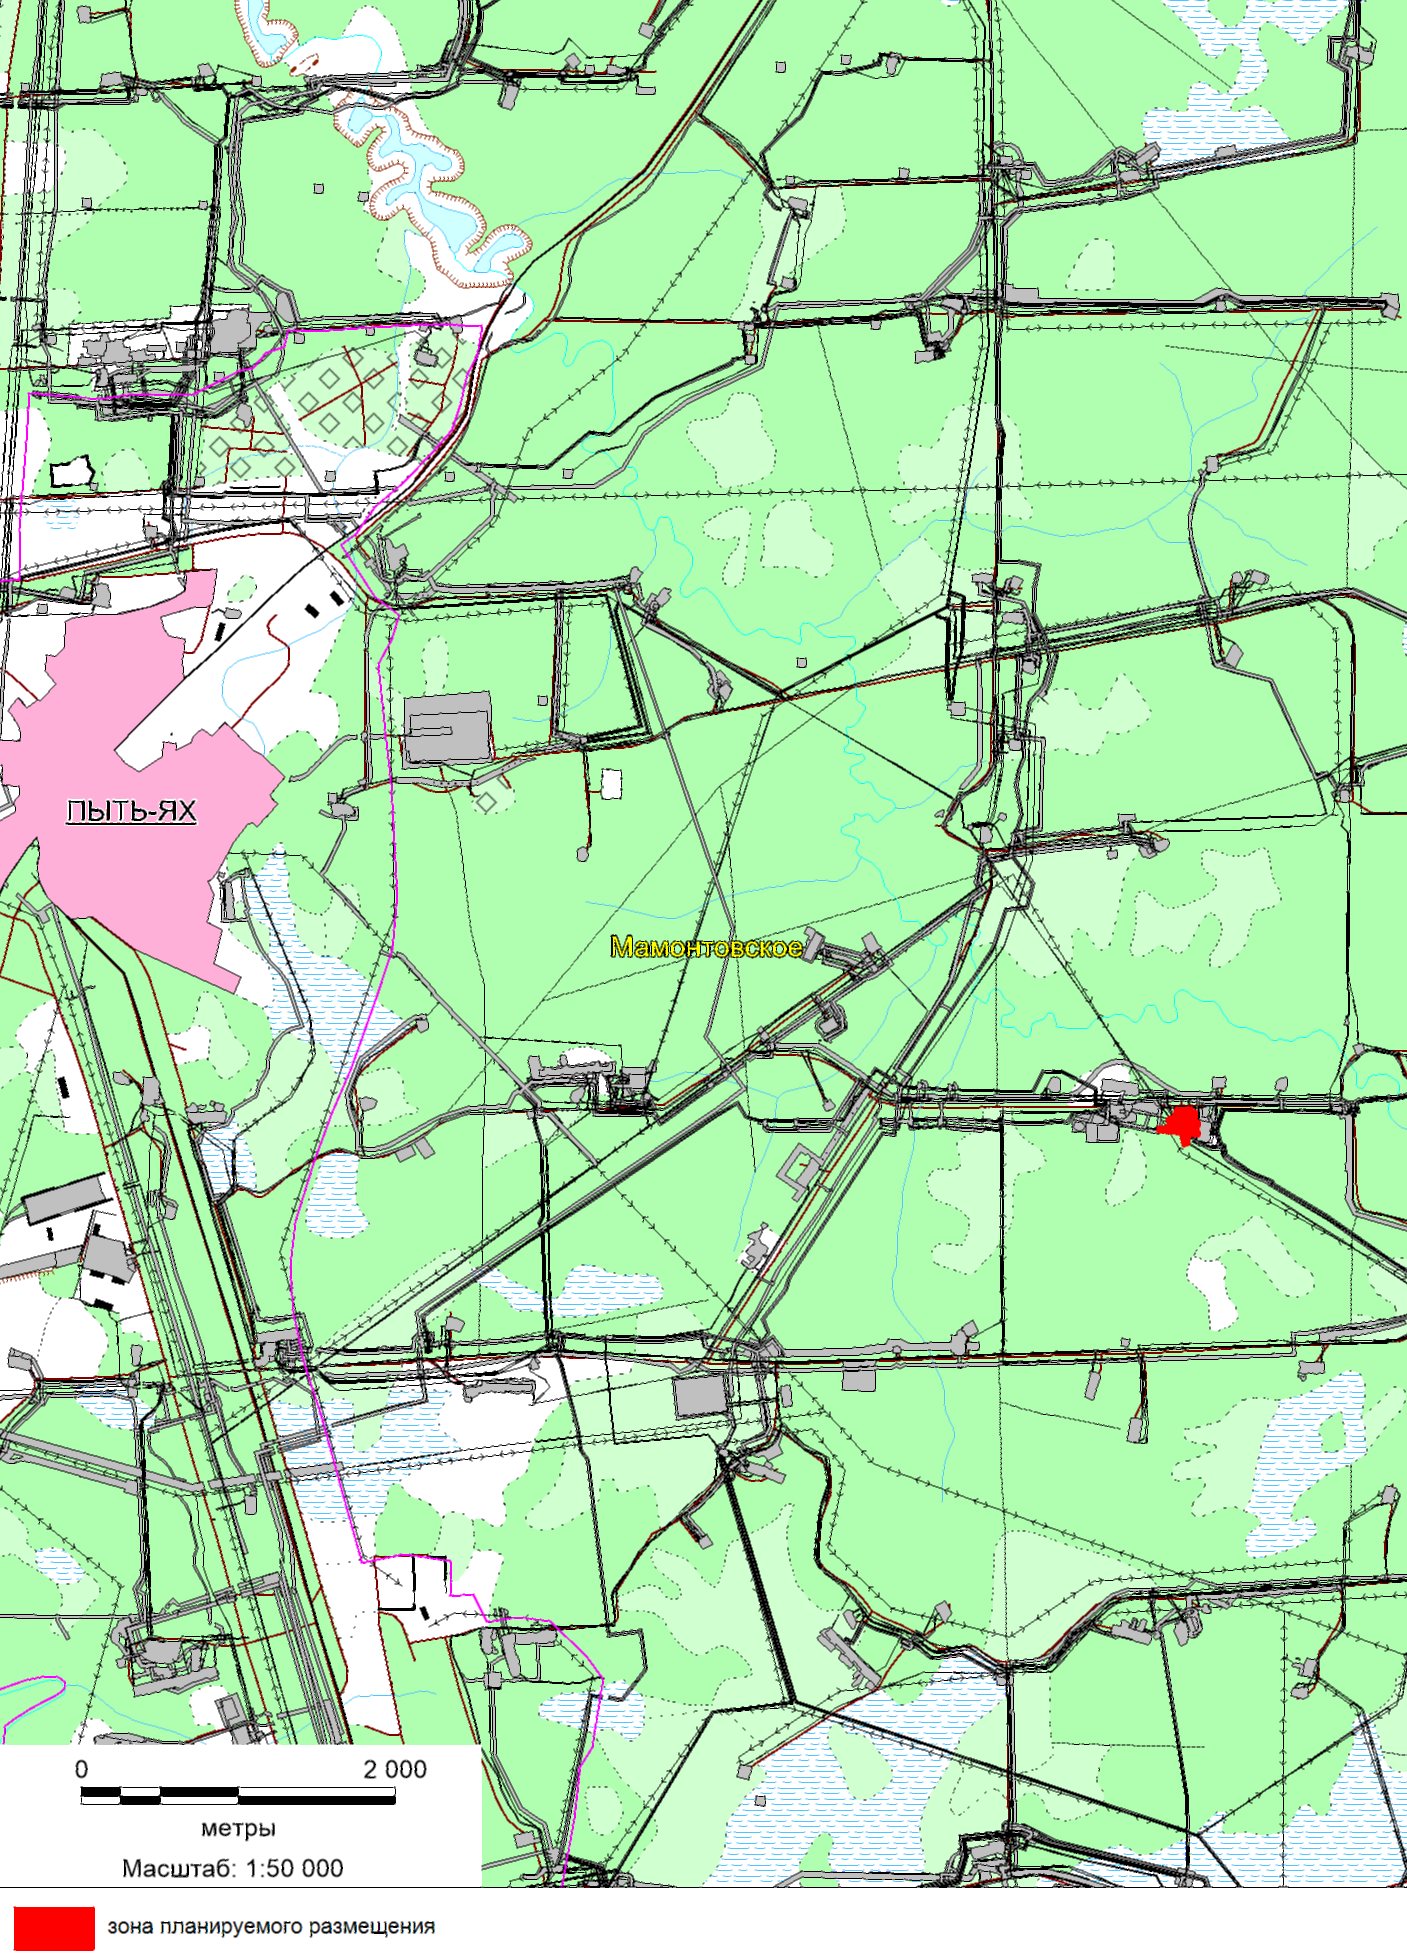 ПЫТЬ-ЯХ
Мамонтовское
0 2 000
метры
Масштаб: 1:50 000
зона планируемого размещения